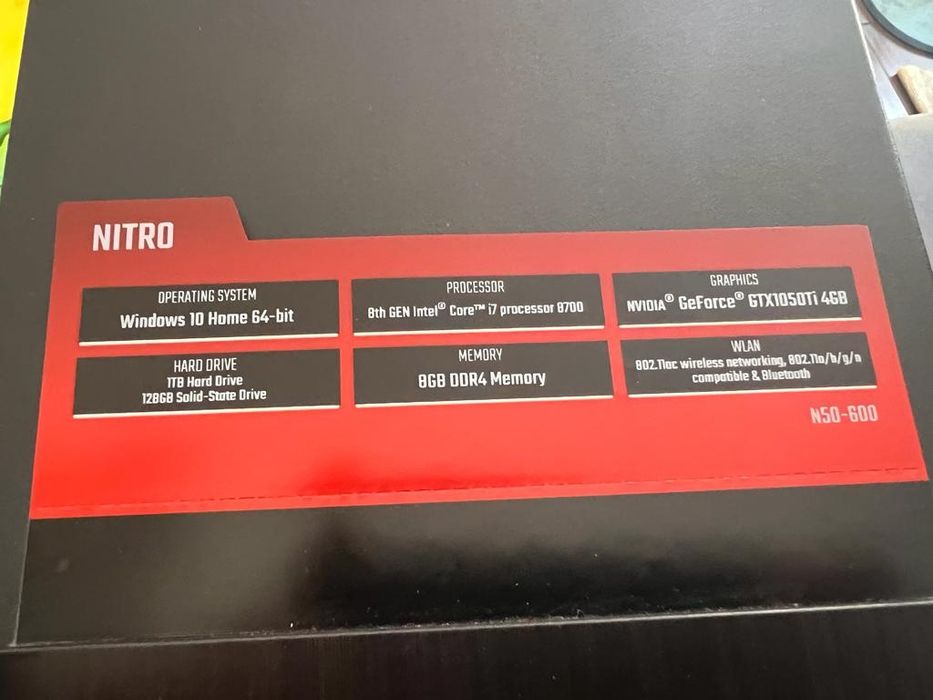 NITRO
OPERATING SYSTEM
Windows 10 Home 64-bit
PROCESSOR
8th GEN Intel® Core™ i7 processor 8700
GRAPHICS
NVIDIA® GeForce® GTX1050Ti 4GB
HARD DRIVE
1TB Hard Drive
128GB Solid-State Drive
MEMORY
8GB DDR4 Memory
WLAN
802.11ac wireless networking, 802.11a/b/g/n
compatible & Bluetooth
N50-600